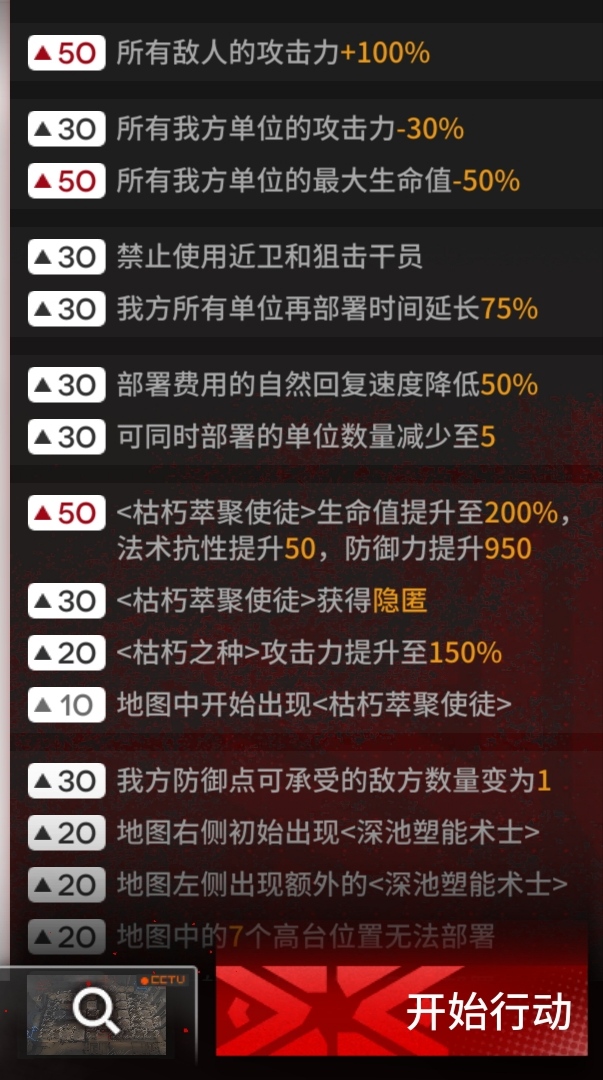 ▲50 所有敌人的攻击力+100%
▲30 所有我方单位的攻击力-30%
▲50 所有我方单位的最大生命值-50%
▲30 禁止使用近卫和狙击干员
▲30 我方所有单位再部署时间延长75%
▲30 部署费用的自然回复速度降低50%
▲30 可同时部署的单位数量减少至5
▲50 <枯朽萃聚使徒>生命值提升至200%，
法术抗性提升50，防御力提升950
▲30 <枯朽萃聚使徒>获得隐匿
▲20 <枯朽之种>攻击力提升至150%
▲10 地图中开始出现<枯朽萃聚使徒>
▲30 我方防御点可承受的敌方数量变为1
▲20 地图右侧初始出现<深池塑能术士>
▲20 地图左侧出现额外的<深池塑能术士>
▲20 地图中的7个高台位置无法部署
CCTV
开始行动